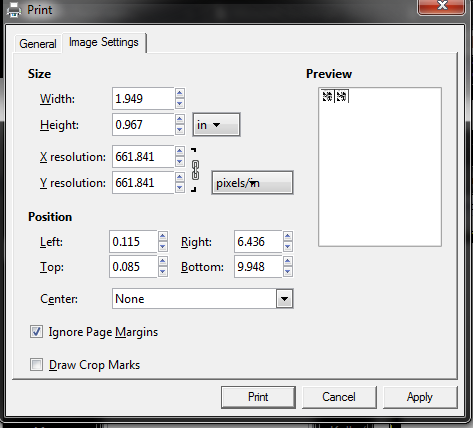 Print
General Image Settings
Size
Preview
Width: 1.949
Height: 0.967 in
X resolution: 661.841
Y resolution: 661.841 pixels/in
Position
Left: 0.115 Right: 6.436
Top: 0.085 Bottom: 9.948
Center: None
Ignore Page Margins
Draw Crop Marks
Print Cancel Apply